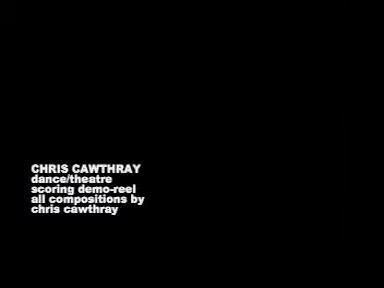 CHRIS CAWTHRAY
dance/theatre
scoring demo-reel
all compositions by
chris cawthray